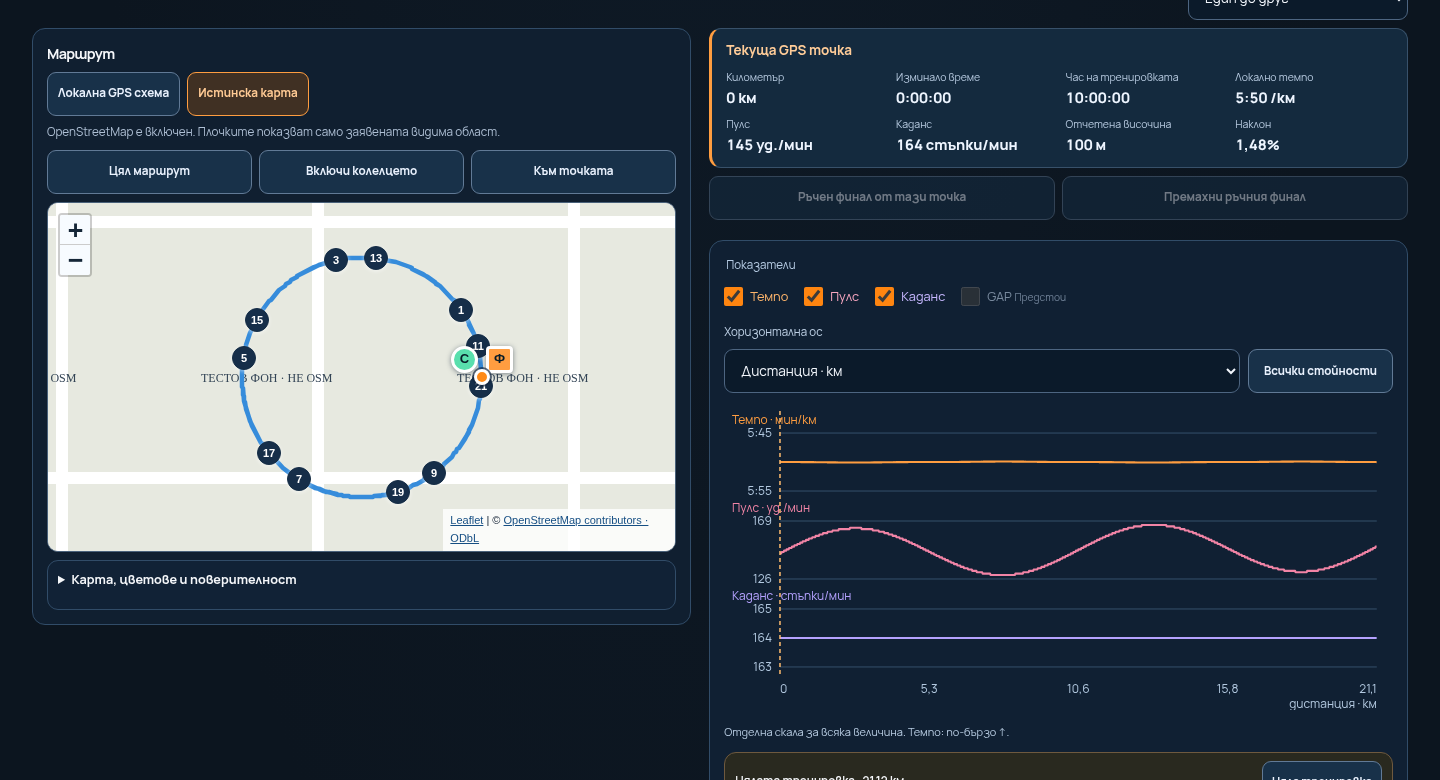 Един до друг
Маршрут
Локална GPS схема
Истинска карта
OpenStreetMap е включен. Плочките показват само заявената видима област.
Цял маршрут
Включи колелцето
Към точката
+
−
3
13
1
15
11
5
С
Ф
OSM
ТЕСТОВ ФОН · НЕ OSM
ТЕСТОВ ФОН · НЕ OSM
21
17
7
9
19
Leaflet | © OpenStreetMap contributors ·
ODbL
Карта, цветове и поверителност
Текуща GPS точка
Километър
0 км
Изминало време
0:00:00
Час на тренировката
10:00:00
Локално темпо
5:50 /км
Пулс
145 уд./мин
Каданс
164 стъпки/мин
Отчетена височина
100 м
Наклон
1,48%
Ръчен финал от тази точка
Премахни ръчния финал
Показатели
Темпо
Пулс
Каданс
GAP Предстои
Хоризонтална ос
Дистанция · км
Всички стойности
Темпо · мин/км
5:45
5:55
Пулс · уд./мин
169
126
Каданс · стъпки/мин
165
164
163
0
5,3
10,6
15,8
21,1
дистанция · км
Отделна скала за всяка величина. Темпо: по-бързо ↑.